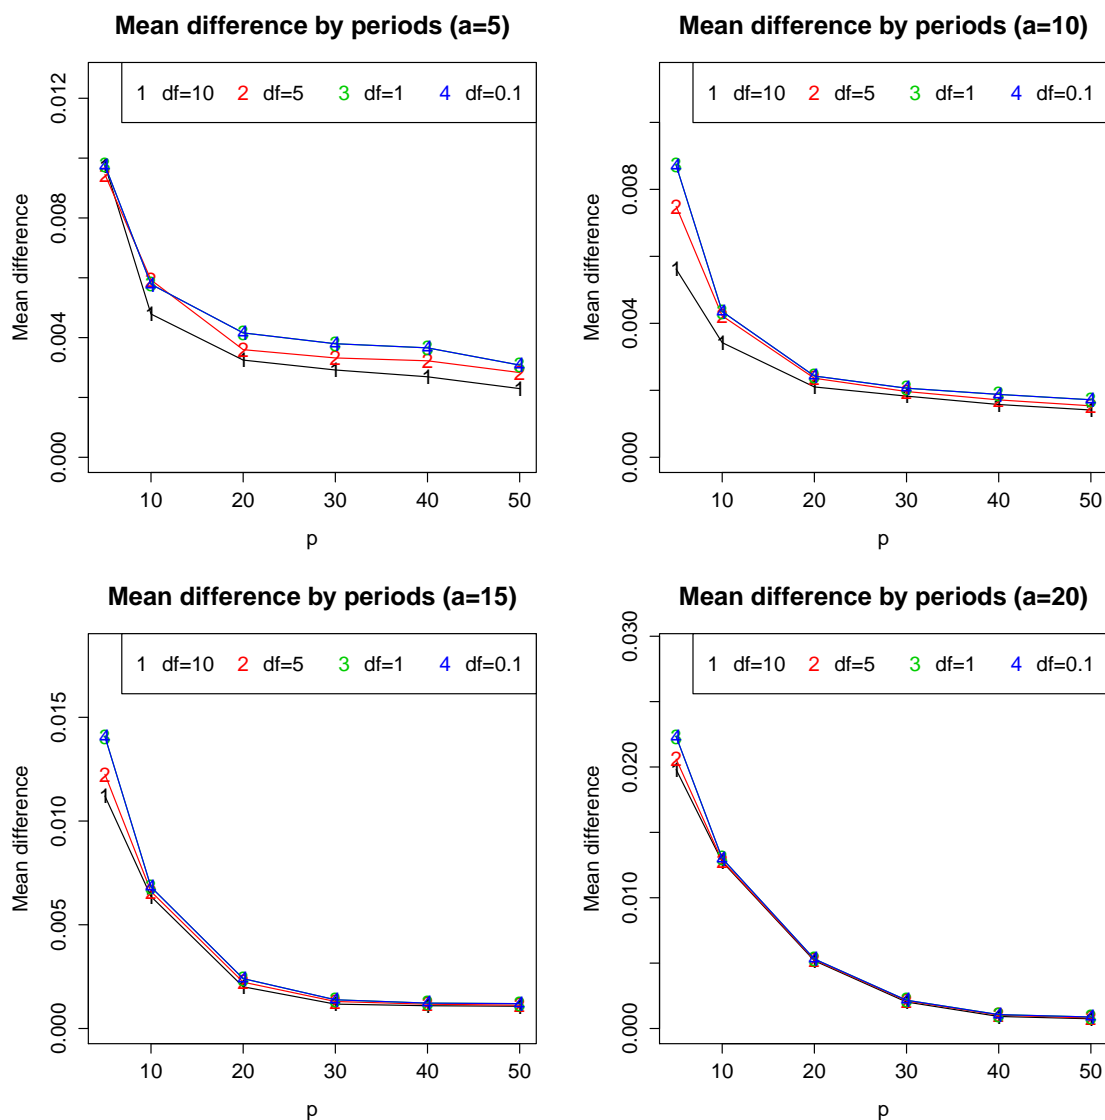 Mean difference by periods (a=5)
1 df=10 2 df=5 3 df=1 4 df=0.1
Mean difference
0.000 0.004 0.008 0.012
10 20 30 40 50
p
Mean difference by periods (a=10)
1 df=10 2 df=5 3 df=1 4 df=0.1
Mean difference
0.000 0.004 0.008
10 20 30 40 50
p
Mean difference by periods (a=15)
1 df=10 2 df=5 3 df=1 4 df=0.1
Mean difference
0.000 0.005 0.010 0.015
10 20 30 40 50
p
Mean difference by periods (a=20)
1 df=10 2 df=5 3 df=1 4 df=0.1
Mean difference
0.000 0.010 0.020 0.030
10 20 30 40 50
p